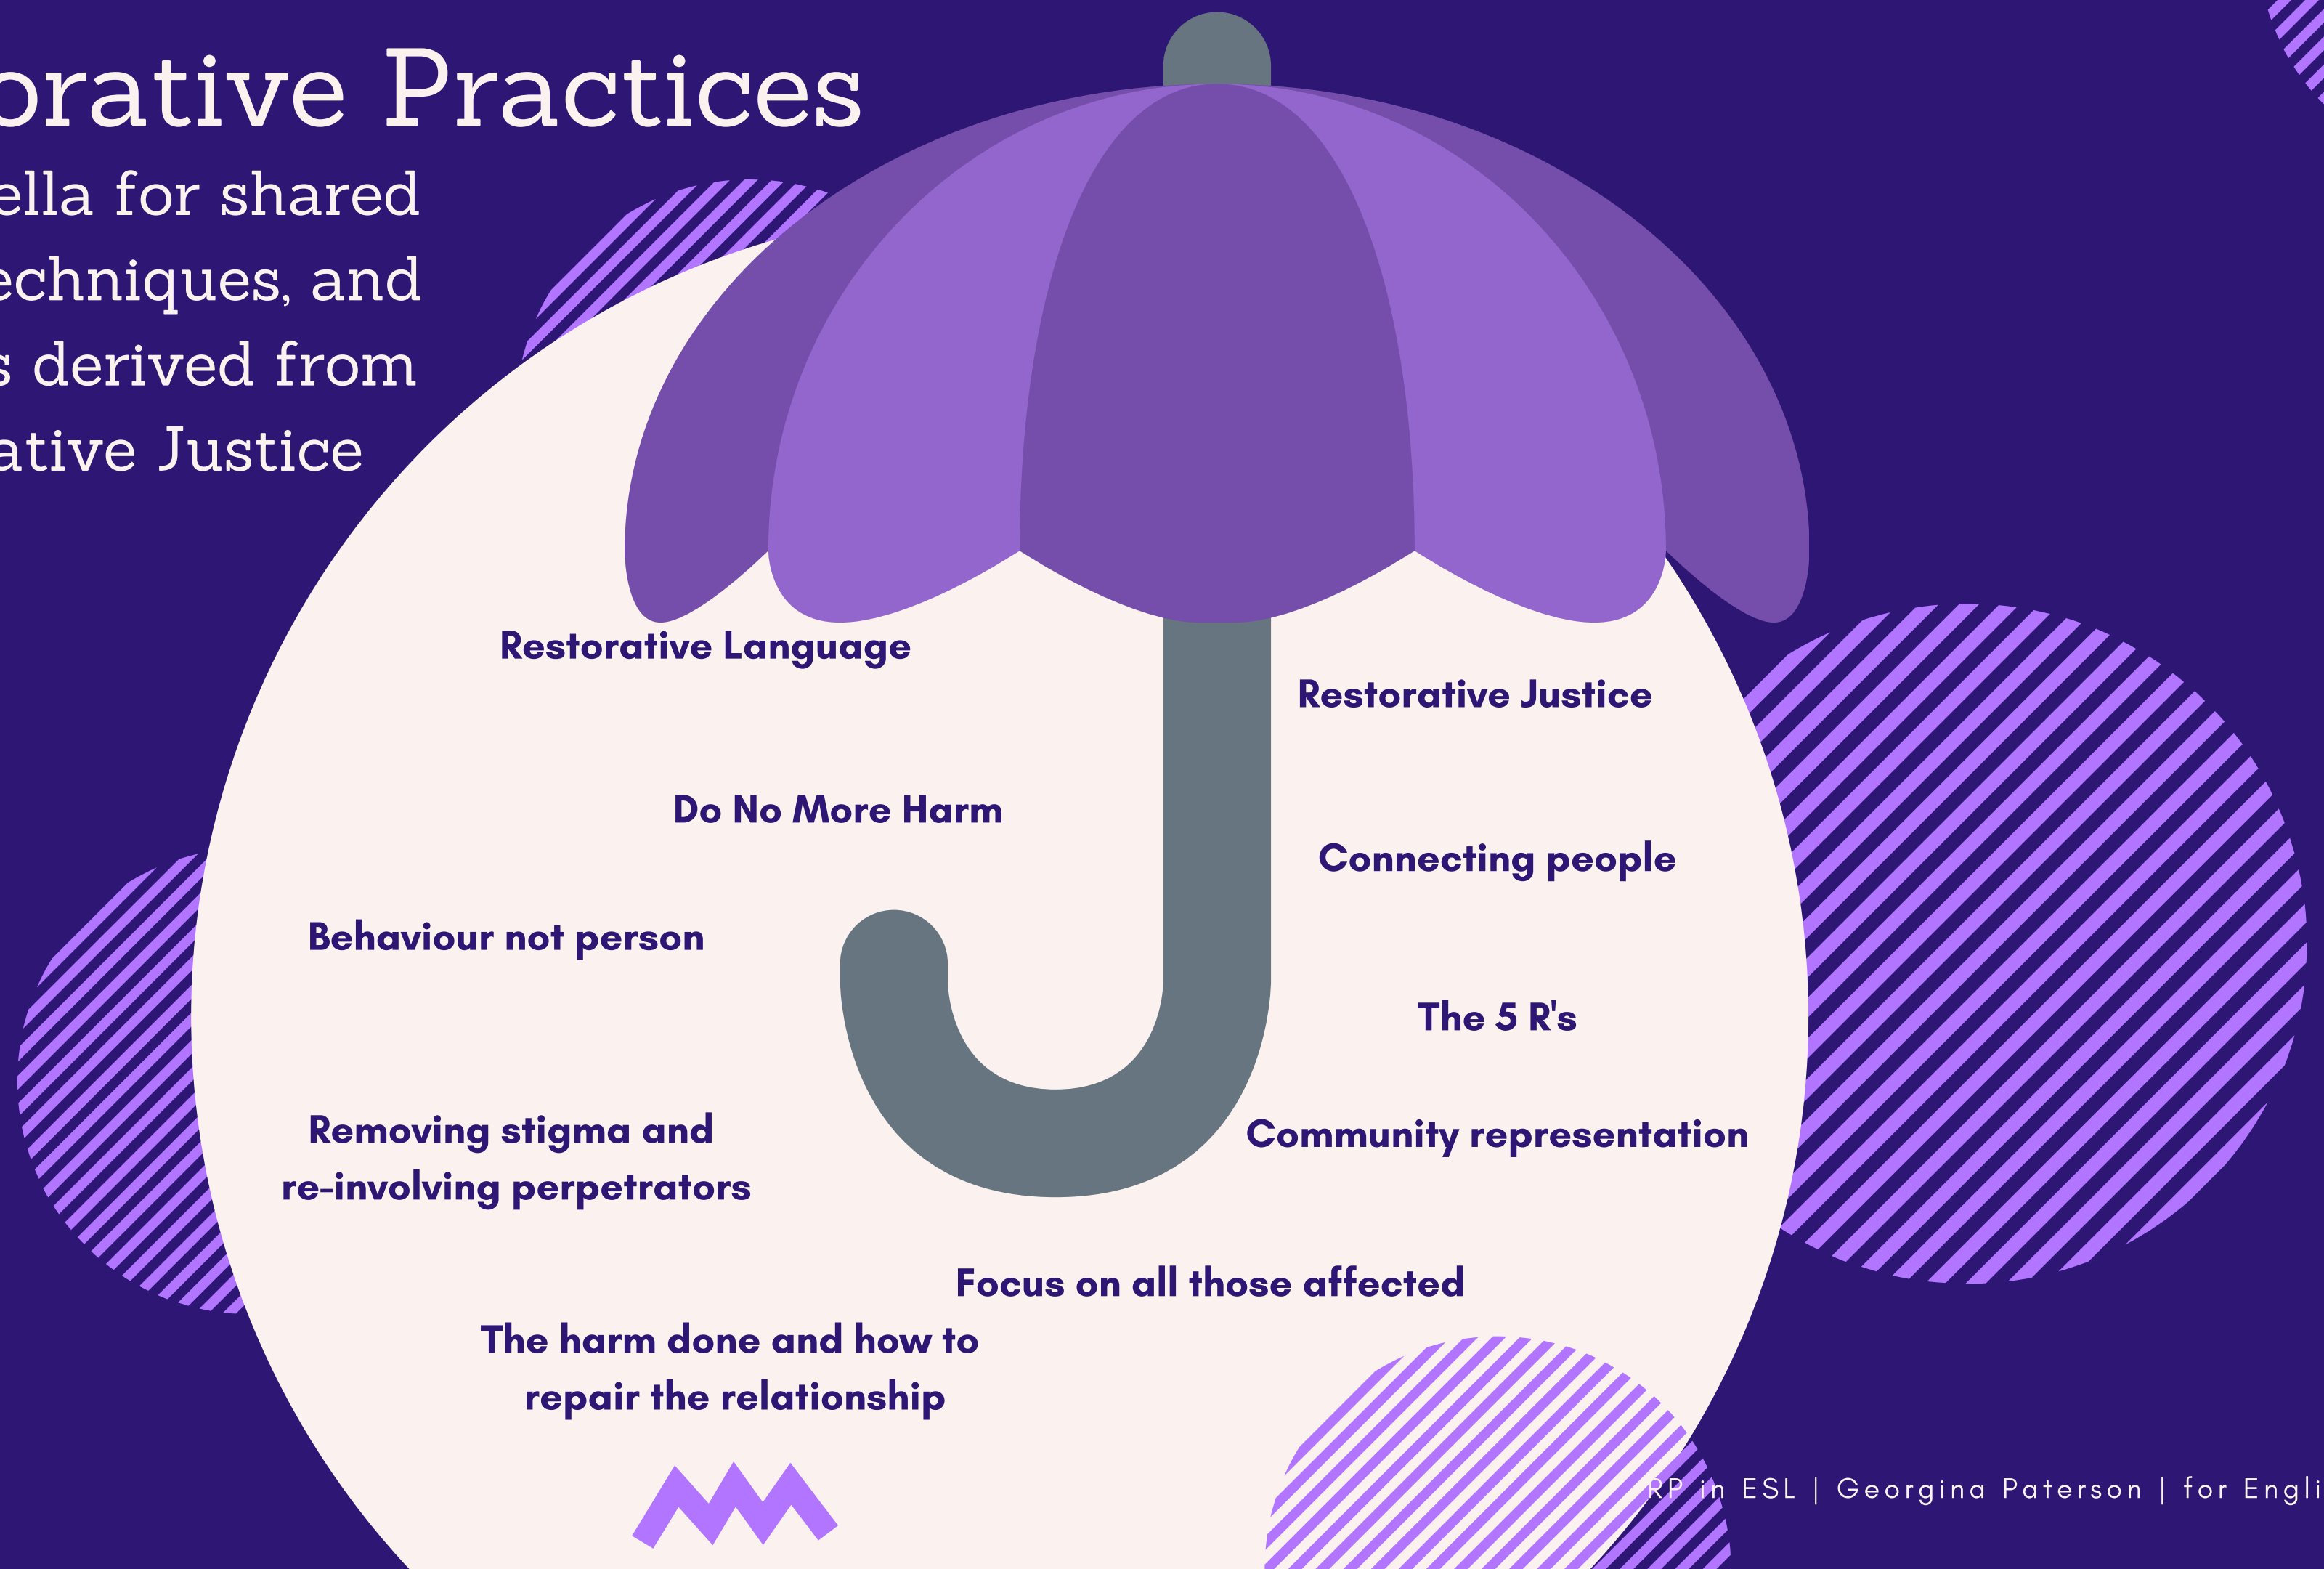 orative Practices
ella for shared
echniques, and
s derived from
ative Justice
Restorative Language
Restorative Justice
Do No More Harm
Connecting people
Behaviour not person
The 5 R's
Removing stigma and
re-involving perpetrators
Community representation
Focus on all those affected
The harm done and how to
repair the relationship
RP in ESL | Georgina Paterson | for Engli